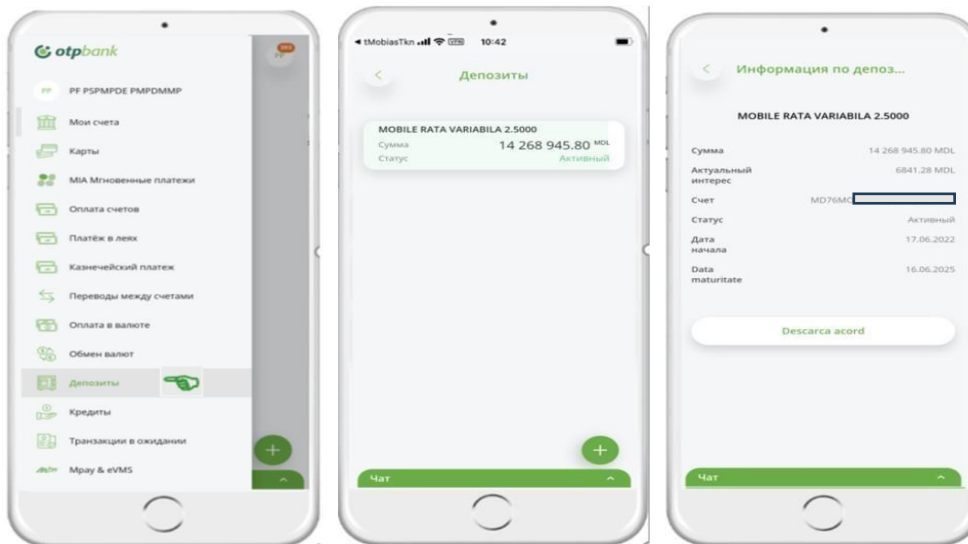 otpbank
PP
PF PSPMPDE PMPDMMP
Мои счета
Карты
MIA Мгновенные платежи
Оплата счетов
Платёж в леях
Казначейский платеж
Переводы между счетами
Оплата в валюте
Обмен валют
Депозиты
Кредиты
Транзакции в ожидании
Mpay & eVMS
tMobiasTkn 10:42
Депозиты
MOBILE RATA VARIABILA 2.5000
Сумма 14 268 945.80 MDL
Статус Активный
Чат
Информация по депоз...
MOBILE RATA VARIABILA 2.5000
Сумма 14 268 945.80 MDL
Актуальный интерес 6841.28 MDL
Счет MD76MO
Статус Активный
Дата начала 17.06.2022
Data maturitate 16.06.2025
Descarca acord
Чат